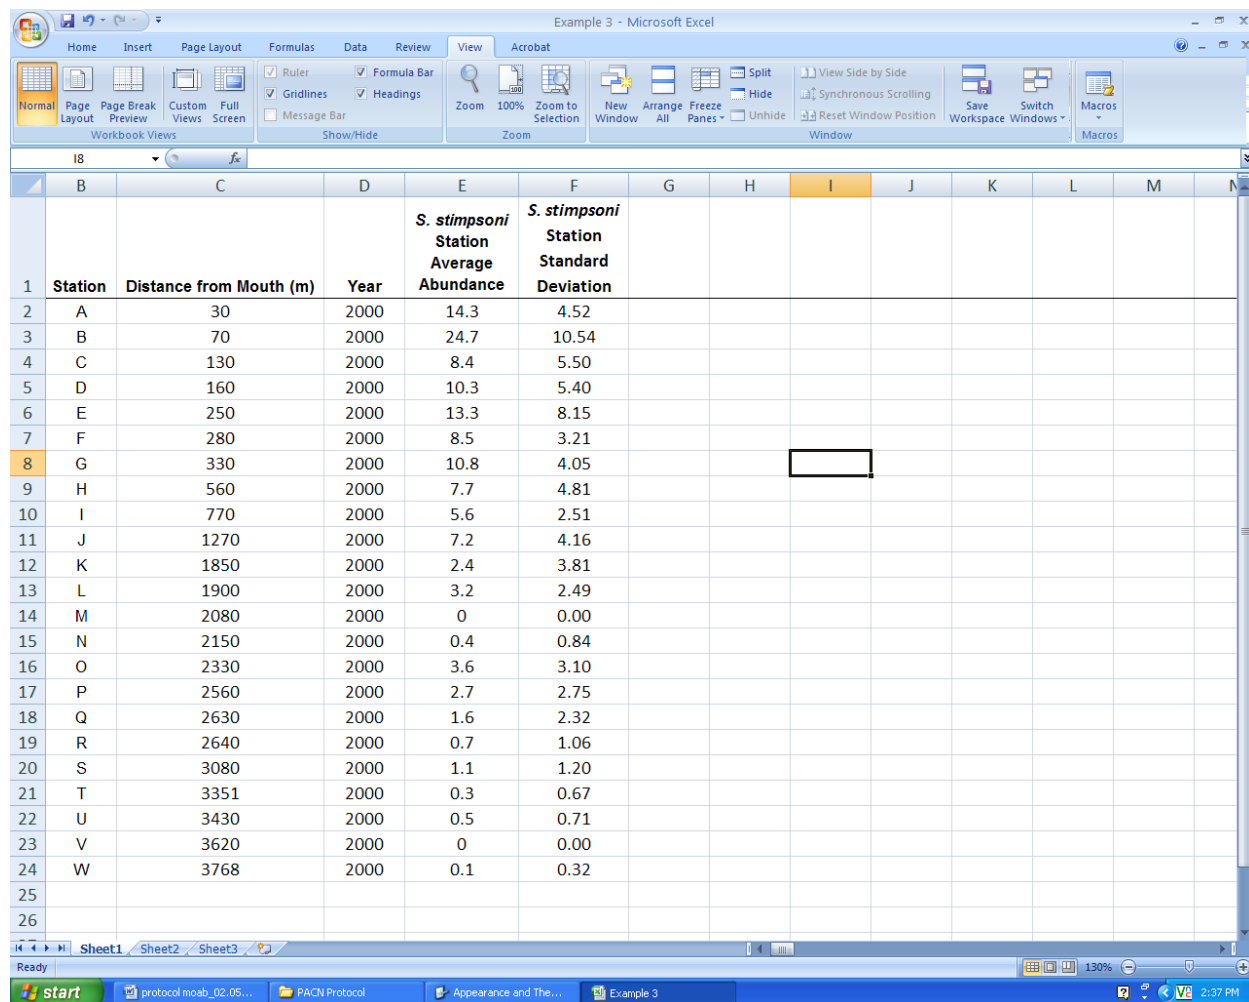 Example 3 - Microsoft Excel
Home Insert Page Layout Formulas Data Review View Acrobat
Normal
Page Layout
Page Break Preview
Custom Views
Full Screen
Workbook Views
Ruler
Gridlines
Message Bar
Formula Bar
Headings
Show/Hide
Zoom
100%
Zoom to Selection
Zoom
New Window
Arrange All
Freeze Panes
Split
Hide
Unhide
View Side by Side
Synchronous Scrolling
Reset Window Position
Window
Save Workspace
Switch Windows
Macros
Macros
I8 fx
B C D E F G H I J K L M N
1 Station Distance from Mouth (m) Year S. stimpsoni Station Average Abundance S. stimpsoni Station Standard Deviation
2 A 30 2000 14.3 4.52
3 B 70 2000 24.7 10.54
4 C 130 2000 8.4 5.50
5 D 160 2000 10.3 5.40
6 E 250 2000 13.3 8.15
7 F 280 2000 8.5 3.21
8 G 330 2000 10.8 4.05
9 H 560 2000 7.7 4.81
10 I 770 2000 5.6 2.51
11 J 1270 2000 7.2 4.16
12 K 1850 2000 2.4 3.81
13 L 1900 2000 3.2 2.49
14 M 2080 2000 0 0.00
15 N 2150 2000 0.4 0.84
16 O 2330 2000 3.6 3.10
17 P 2560 2000 2.7 2.75
18 Q 2630 2000 1.6 2.32
19 R 2640 2000 0.7 1.06
20 S 3080 2000 1.1 1.20
21 T 3351 2000 0.3 0.67
22 U 3430 2000 0.5 0.71
23 V 3620 2000 0 0.00
24 W 3768 2000 0.1 0.32
25
26
Sheet1 Sheet2 Sheet3
Ready 130%
start protocol moab_02.05... PACN Protocol Appearance and The... Example 3 2:37 PM